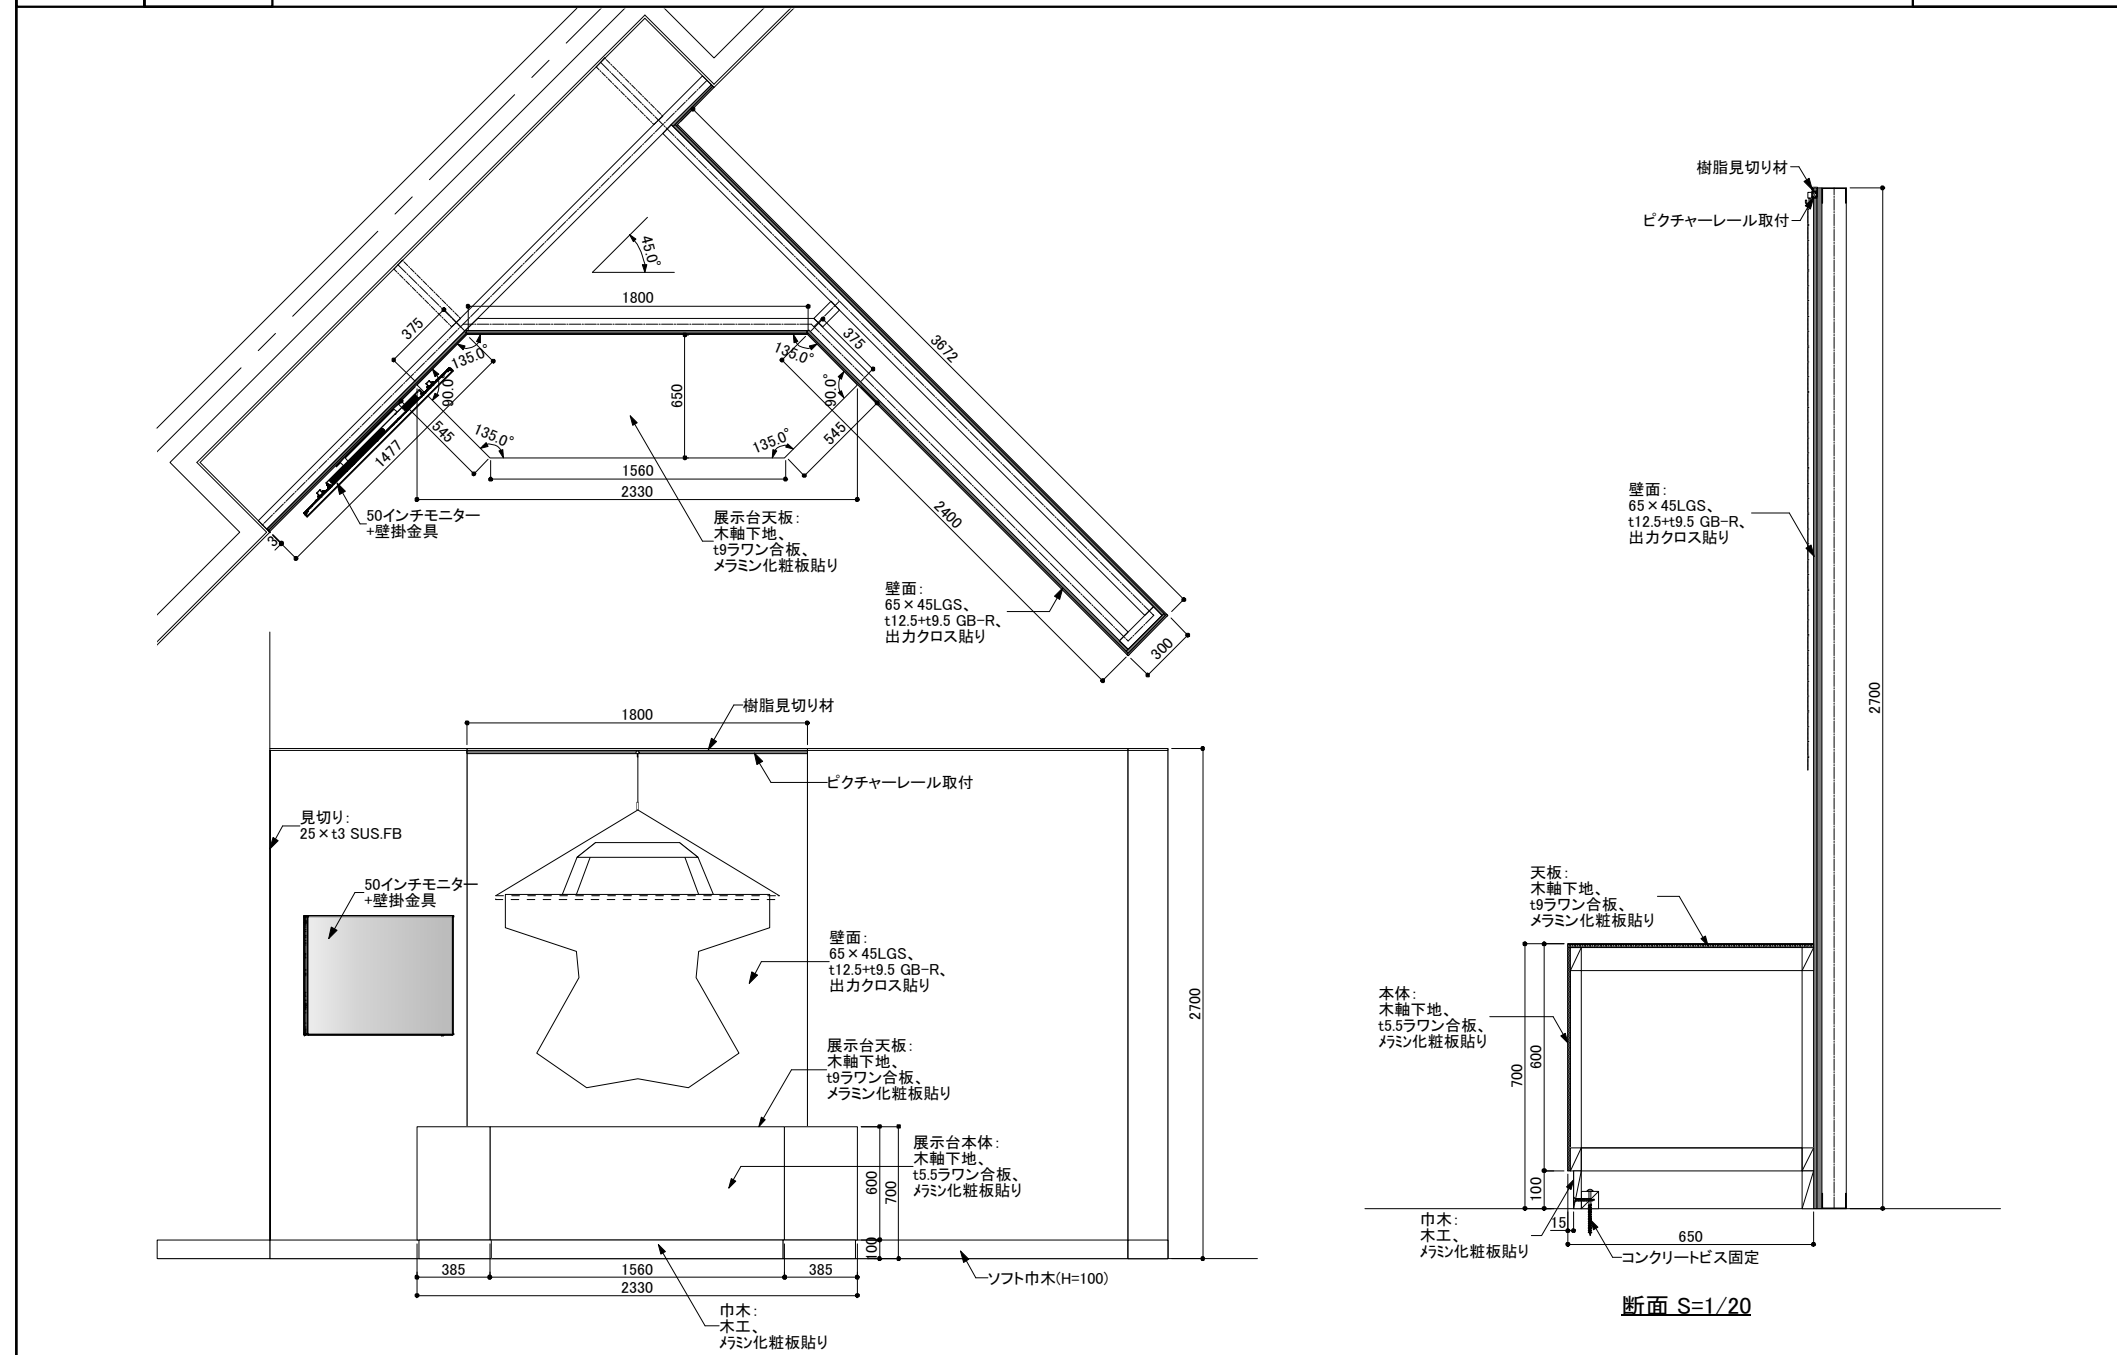 45.0°
1800
375
135.0°
90.0°
545
135.0°
1477
3
650
375
135.0°
90.0°
545
135.0°
1560
2330
3672
2400
300
50インチモニター
+壁掛金具
展示台天板：
木軸下地、
t9ラワン合板、
メラミン化粧板貼り
壁面：
65×45LGS、
t12.5+t9.5 GB-R、
出力クロス貼り
1800
樹脂見切り材
ピクチャーレール取付
見切り：
25×t3 SUS.FB
50インチモニター
+壁掛金具
壁面：
65×45LGS、
t12.5+t9.5 GB-R、
出力クロス貼り
2700
展示台天板：
木軸下地、
t9ラワン合板、
メラミン化粧板貼り
展示台本体：
木軸下地、
t5.5ラワン合板、
メラミン化粧板貼り
600
700
100
385
1560
385
2330
ソフト巾木(H=100)
巾木：
木工、
メラミン化粧板貼り
樹脂見切り材
ピクチャーレール取付
壁面：
65×45LGS、
t12.5+t9.5 GB-R、
出力クロス貼り
2700
天板：
木軸下地、
t9ラワン合板、
メラミン化粧板貼り
本体：
木軸下地、
t5.5ラワン合板、
メラミン化粧板貼り
700
600
100
15
650
巾木：
木工、
メラミン化粧板貼り
コンクリートビス固定
断面 S=1/20